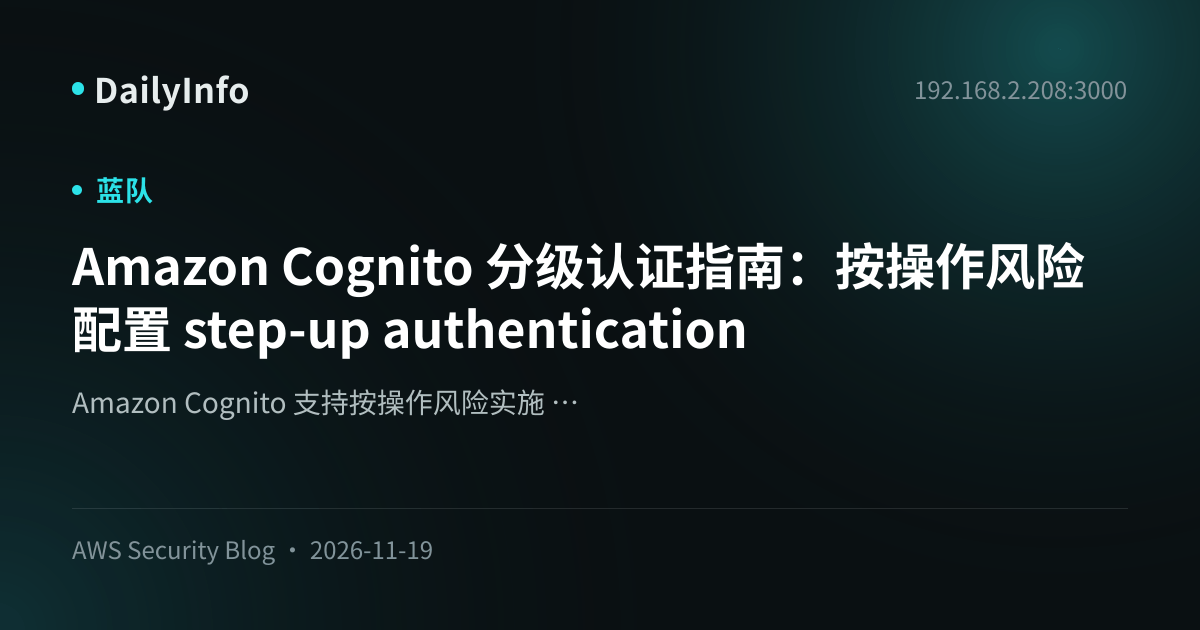 DailyInfo
192.168.2.208:3000
蓝队
Amazon Cognito 分级认证指南：按操作风险
配置 step-up authentication
Amazon Cognito 支持按操作风险实施 …
AWS Security Blog · 2026-11-19